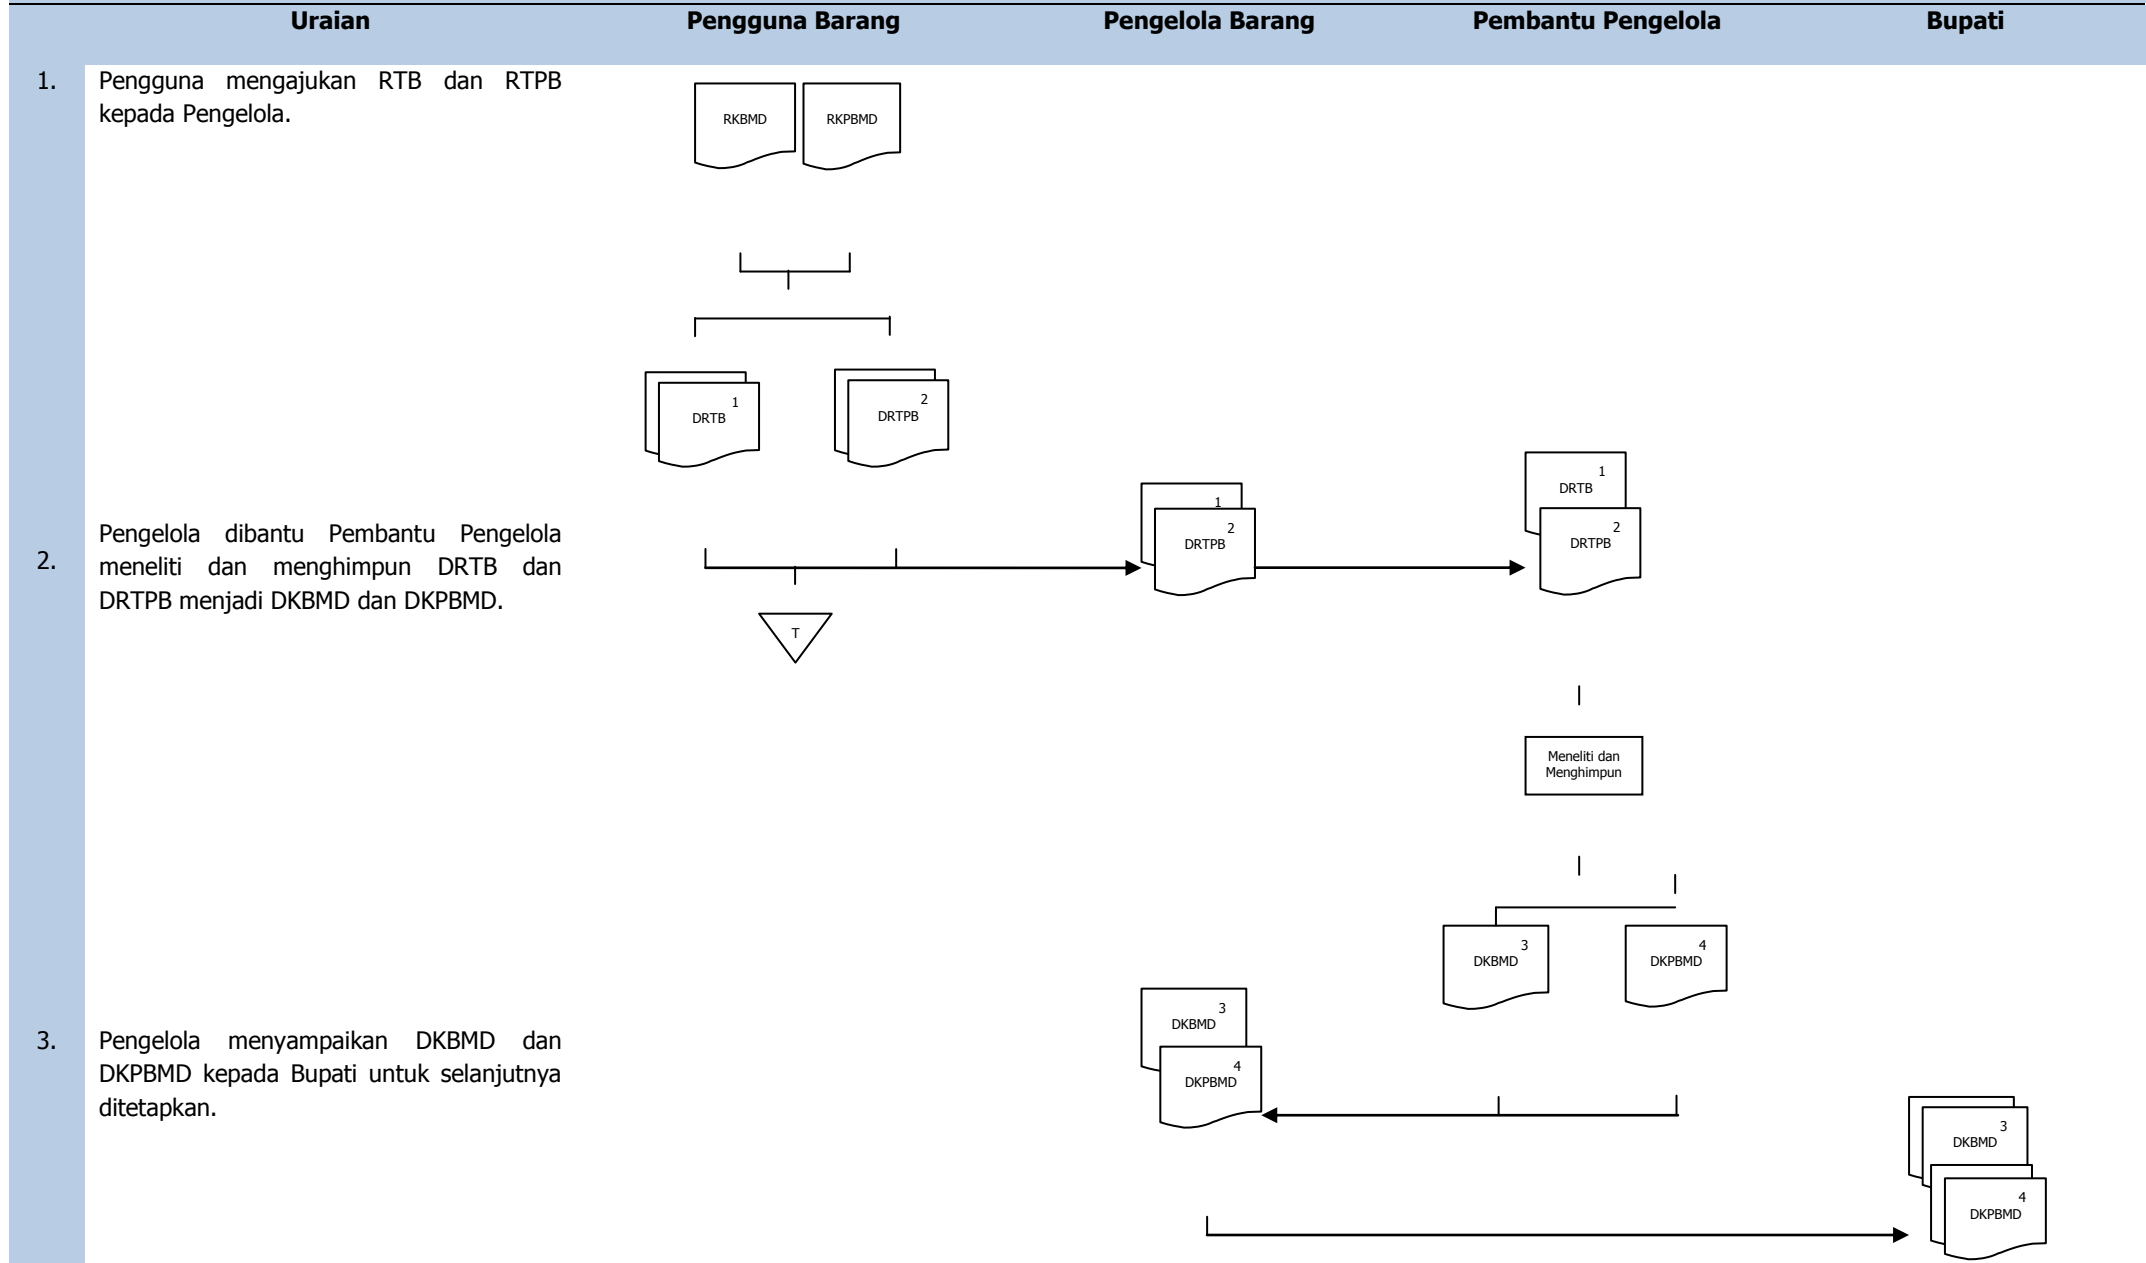 Uraian Pengguna Barang Pengelola Barang Pembantu Pengelola Bupati
1. Pengguna mengajukan RTB dan RTPB
kepada Pengelola.
RKBMD RKPBMD
1
DRTB
2
DRTPB
2. Pengelola dibantu Pembantu Pengelola
meneliti dan menghimpun DRTB dan
DRTPB menjadi DKBMD dan DKPBMD.
1
2
DRTPB
1
DRTB
2
DRTPB
T
Meneliti dan
Menghimpun
3
DKBMD
4
DKPBMD
3. Pengelola menyampaikan DKBMD dan
DKPBMD kepada Bupati untuk selanjutnya
ditetapkan.
3
DKBMD
4
DKPBMD
3
DKBMD
4
DKPBMD